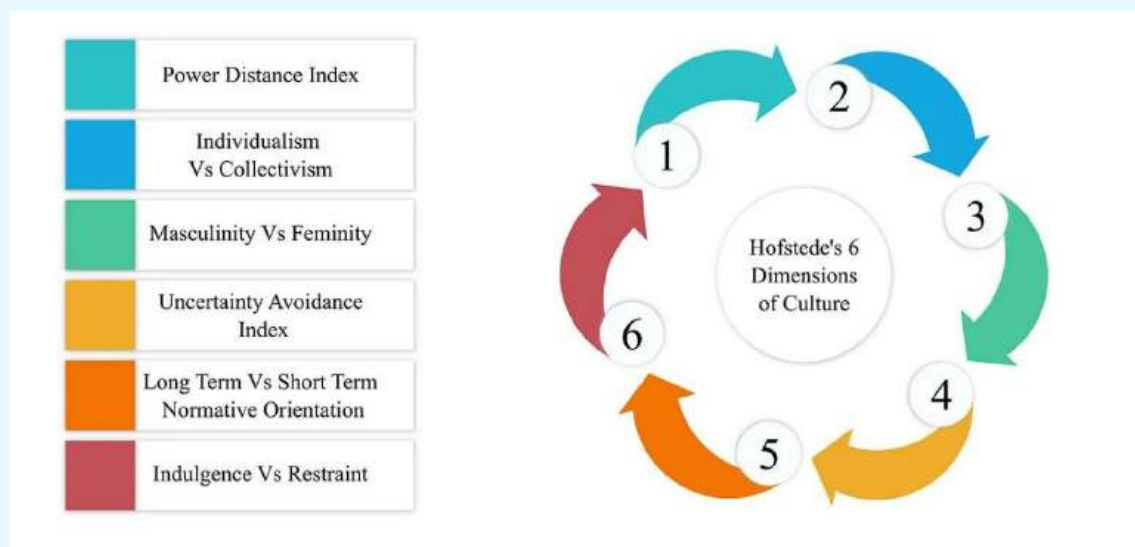 Power Distance Index
Individualism
Vs Collectivism
Masculinity Vs Feminity
Uncertainty Avoidance
Index
Long Term Vs Short Term
Normative Orientation
Indulgence Vs Restraint
1
2
3
4
5
6
Hofstede's 6
Dimensions
of Culture